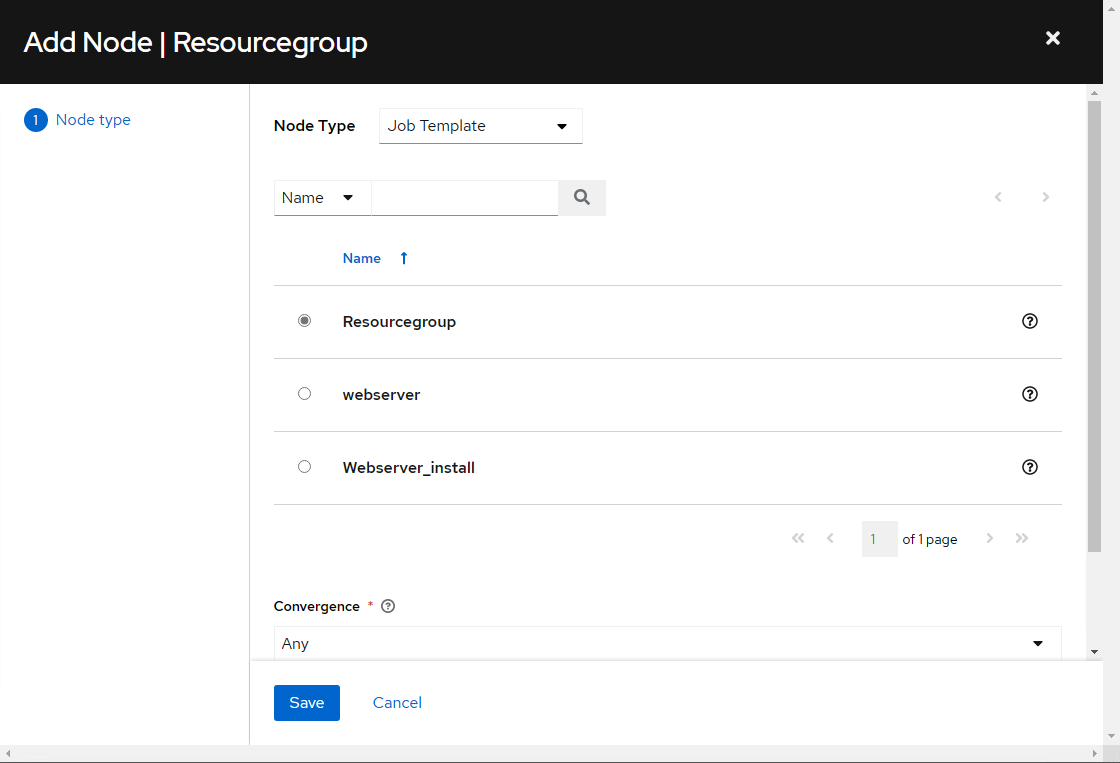 Add Node | Resourcegroup
1 Node type
Node Type Job Template
Name
Name
Resourcegroup
webserver
Webserver_install
1 of 1 page
Convergence *
Any
Save Cancel